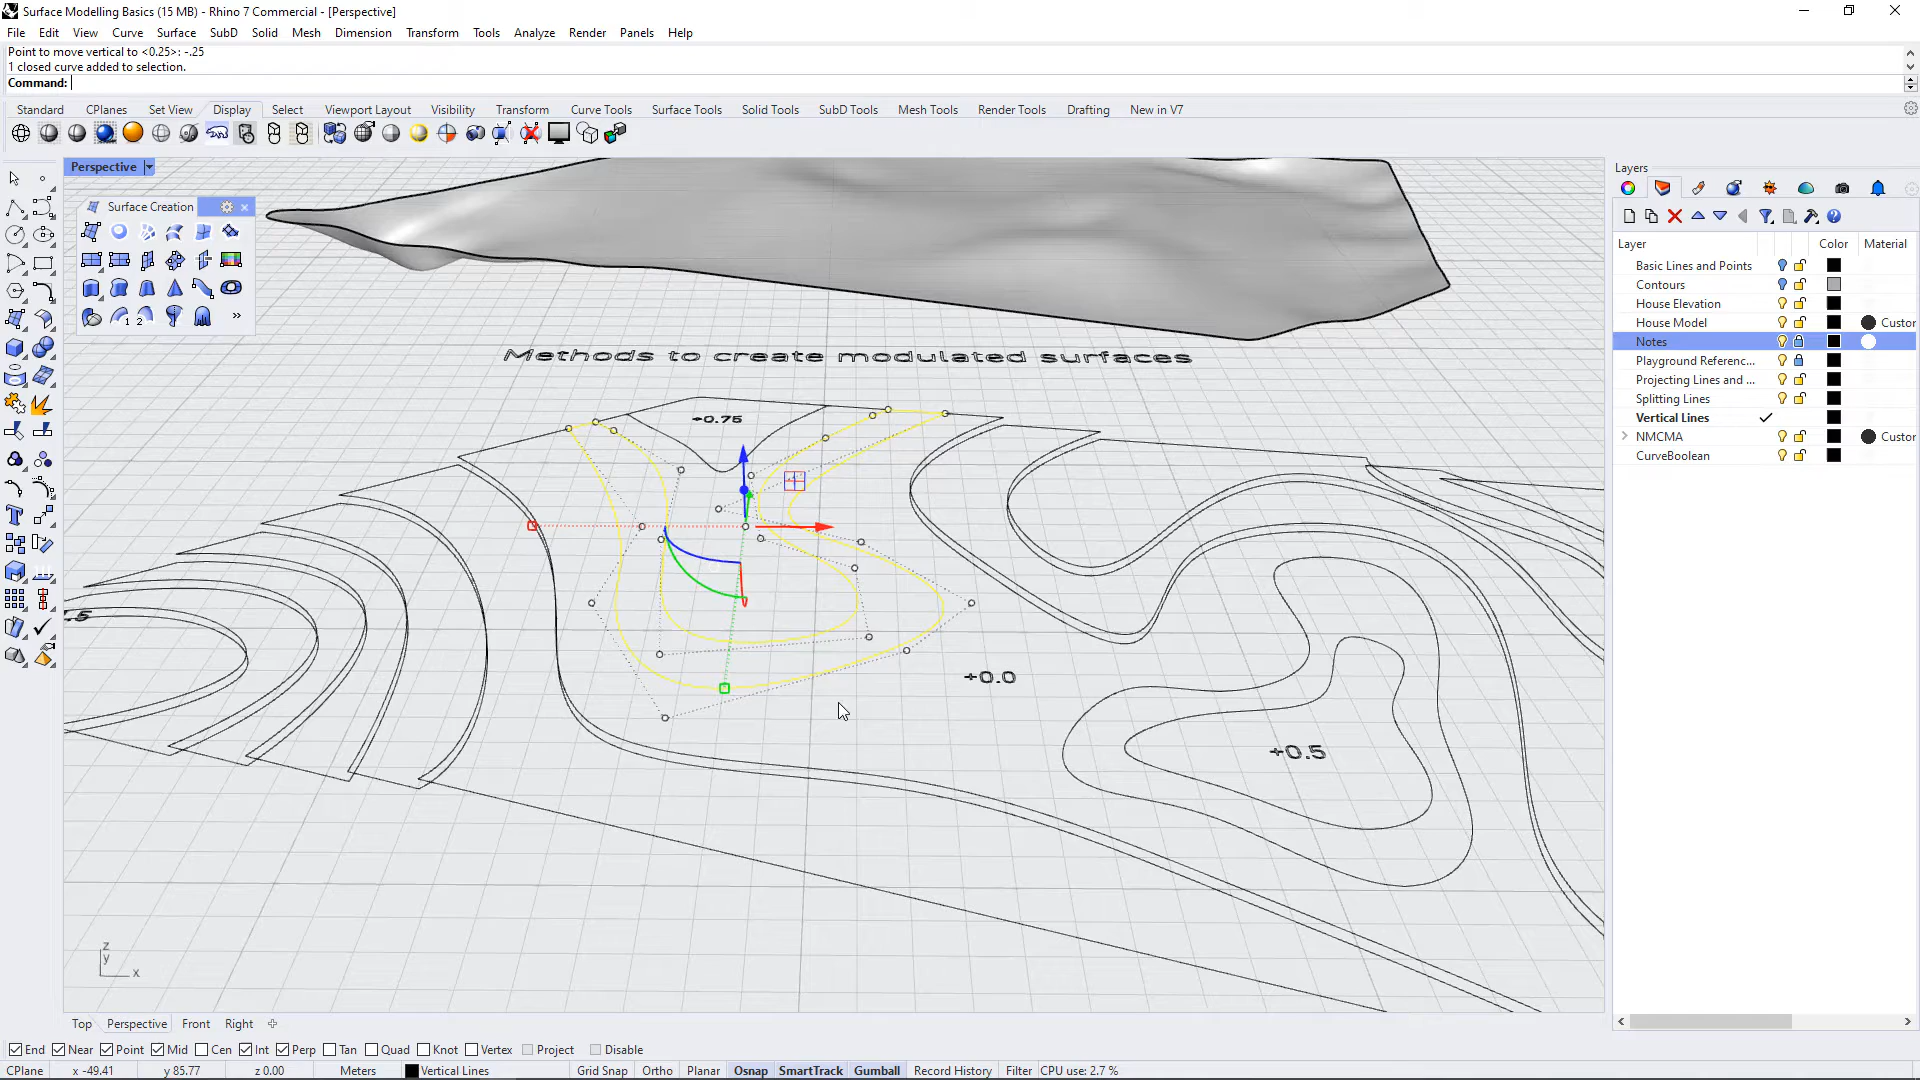 Surface Modelling Basics (15 MB) - Rhino 7 Commercial - [Perspective]
File Edit View Curve Surface SubD Solid Mesh Dimension Transform Tools Analyze Render Panels Help
Point to move vertical to <0.25>: -.25
1 closed curve added to selection.
Command:
Standard CPlanes Set View Display Select Viewport Layout Visibility Transform Curve Tools Surface Tools Solid Tools SubD Tools Mesh Tools Render Tools Drafting New in V7
Perspective
Layers
Surface Creation
Layer Color Material
Basic Lines and Points
Contours
House Elevation
House Model Custor
Notes
Playground Referenc...
Projecting Lines and ...
Splitting Lines
Vertical Lines
NMCMA Custor
CurveBoolean
1 2
Methods to create modulated surfaces
+0.75
+0.0
+0.5
z
y
x
Top Perspective Front Right
End Near Point Mid Cen Int Perp Tan Quad Knot Vertex Project Disable
CPlane x -49.41 y 85.77 z 0.00 Meters Vertical Lines Grid Snap Ortho Planar Osnap SmartTrack Gumball Record History Filter CPU use: 2.7 %